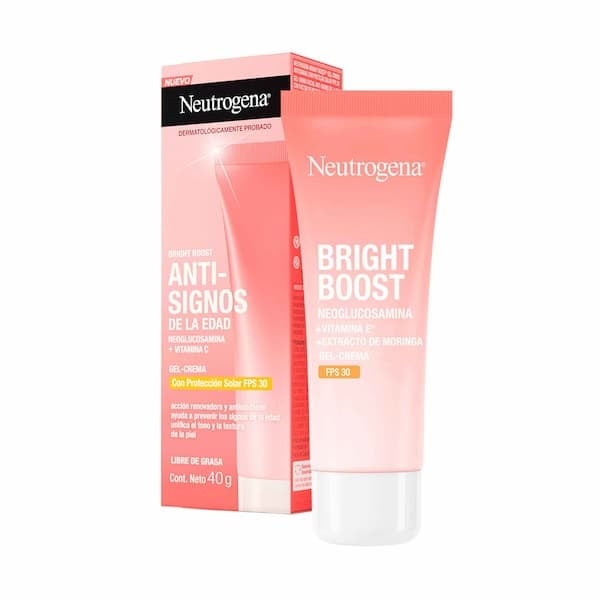 NUEVO
Neutrogena®
DERMATOLÓGICAMENTE PROBADO
BRIGHT BOOST
ANTI-
SIGNOS
DE LA EDAD
NEOGLUCOSAMINA
+ VITAMINA C
GEL-CREMA
Con Protección Solar FPS 30
acción renovadora y
ayuda a prevenir los signos de la edad
unifica el tono y la textura
de la piel
LIBRE DE GRASA
Cont. Neto 40g
Neutrogena®
BRIGHT
BOOST
NEOGLUCOSAMINA
+VITAMINA E
+EXTRACTO DE MORINGA
GEL-CREMA
FPS 30